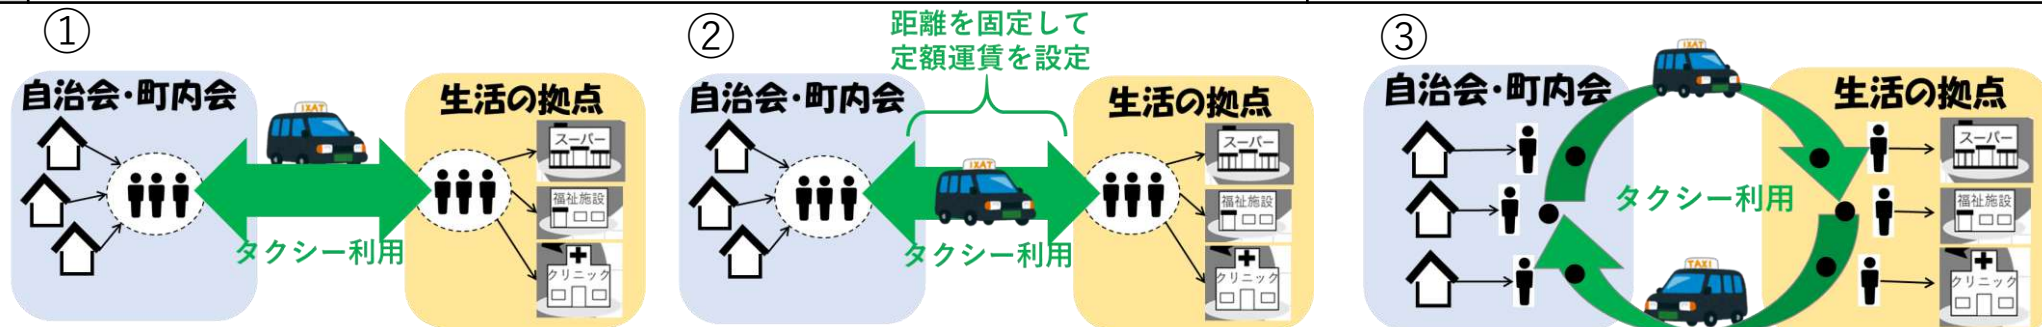 ①
自治会・町内会
IXAT
生活の拠点
スーパー
福祉施設
クリニック
タクシー利用
②
距離を固定して
定額運賃を設定
自治会・町内会
IXAT
生活の拠点
スーパー
福祉施設
クリニック
タクシー利用
③
自治会・町内会
IXAT
生活の拠点
スーパー
福祉施設
クリニック
タクシー利用
TAXI